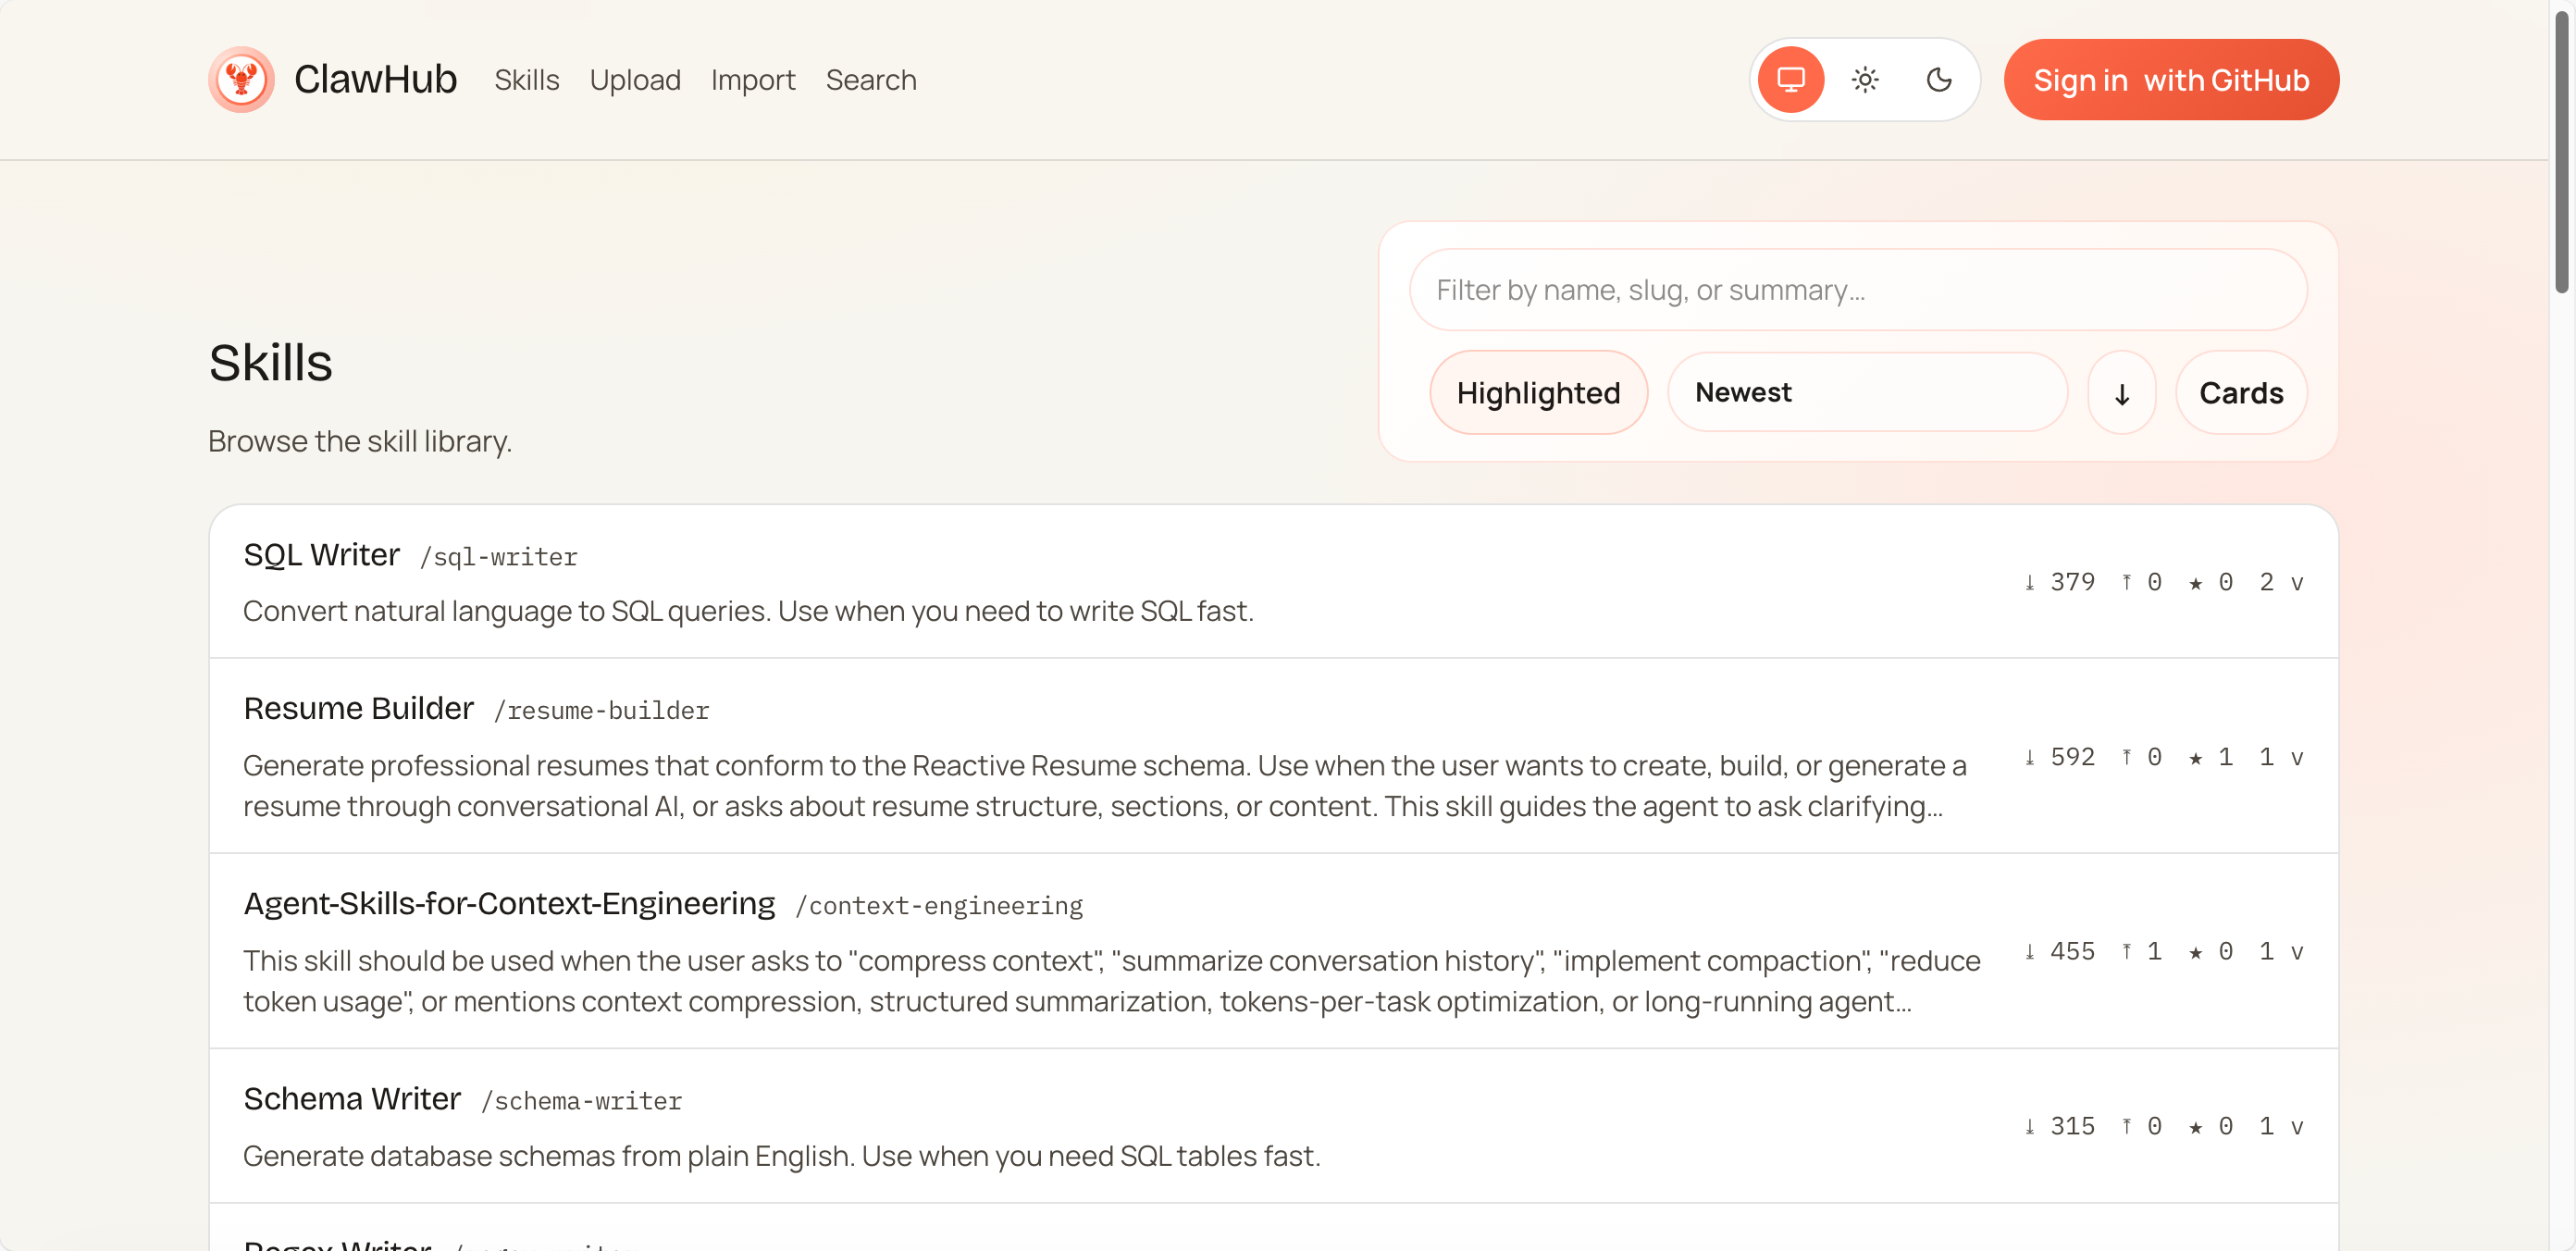 ClawHub Skills Upload Import Search Sign in with GitHub
Filter by name, slug, or summary...
Skills
Browse the skill library.
Highlighted Newest ↓ Cards
SQL Writer /sql-writer
Convert natural language to SQL queries. Use when you need to write SQL fast.
⤓ 379 ⤒ 0 ★ 0 2 v
Resume Builder /resume-builder
Generate professional resumes that conform to the Reactive Resume schema. Use when the user wants to create, build, or generate a
resume through conversational AI, or asks about resume structure, sections, or content. This skill guides the agent to ask clarifying...
⤓ 592 ⤒ 0 ★ 1 1 v
Agent-Skills-for-Context-Engineering /context-engineering
This skill should be used when the user asks to "compress context", "summarize conversation history", "implement compaction", "reduce
token usage", or mentions context compression, structured summarization, tokens-per-task optimization, or long-running agent...
⤓ 455 ⤒ 1 ★ 0 1 v
Schema Writer /schema-writer
Generate database schemas from plain English. Use when you need SQL tables fast.
⤓ 315 ⤒ 0 ★ 0 1 v
Regex Writer